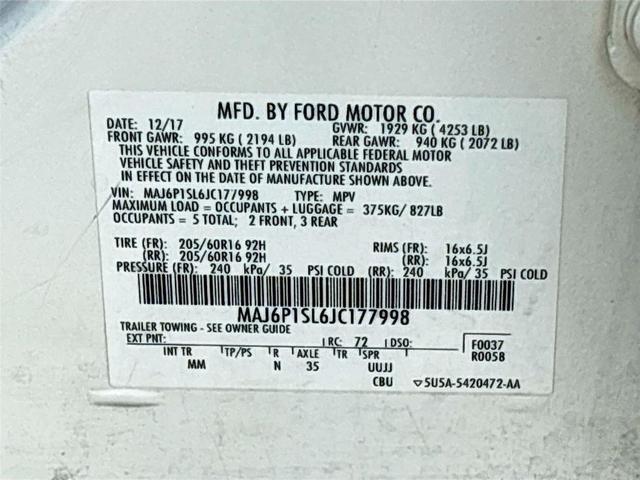 MFD. BY FORD MOTOR CO.
DATE: 12/17 GVWR: 1929 KG ( 4253 LB)
FRONT GAWR: 995 KG ( 2194 LB) REAR GAWR: 940 KG ( 2072 LB)
THIS VEHICLE CONFORMS TO ALL APPLICABLE FEDERAL MOTOR
VEHICLE SAFETY AND THEFT PREVENTION STANDARDS
IN EFFECT ON THE DATE OF MANUFACTURE SHOWN ABOVE.
VIN: MAJ6P1SL6JC177998 TYPE: MPV
MAXIMUM LOAD = OCCUPANTS + LUGGAGE = 375KG/ 827LB
OCCUPANTS = 5 TOTAL; 2 FRONT, 3 REAR
TIRE (FR): 205/60R16 92H RIMS (FR): 16x6.5J
(RR): 205/60R16 92H (RR): 16x6.5J
PRESSURE (FR): 240 kPa/ 35 PSI COLD (RR): 240 kPa/ 35 PSI COLD
MAJ6P1SL6JC177998
TRAILER TOWING - SEE OWNER GUIDE
EXT PNT: RC: 72 DSO: F0037
INT TR TP/PS R AXLE TR SPR R0058
MM N 35 UUJJ
CBU 5U5A-5420472-AA